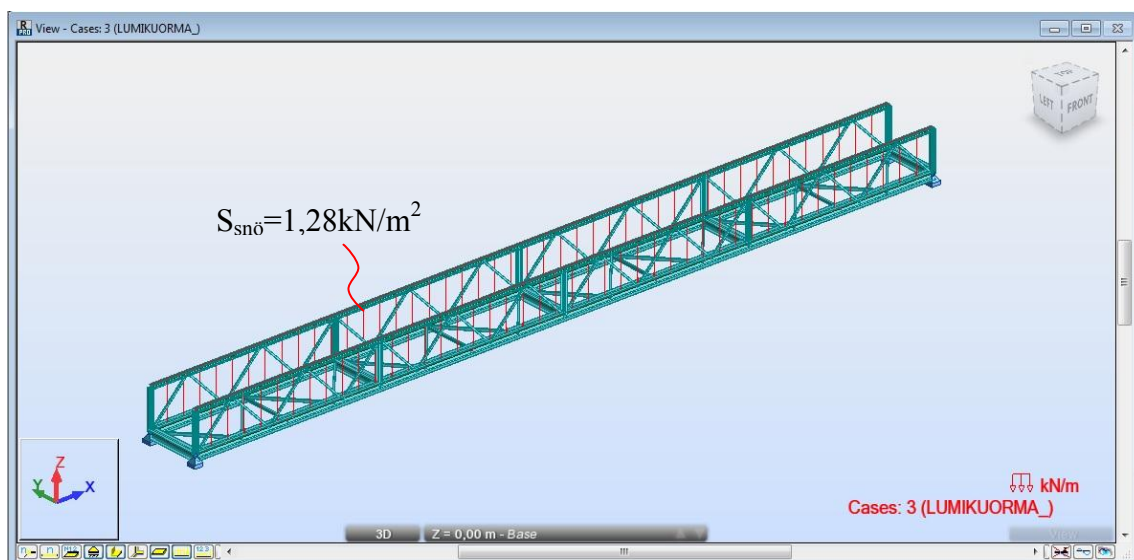 View - Cases: 3 (LUMIKUORMA_)
TOP
LEFT
FRONT
Ssnö=1,28kN/m²
Z
Y
X
kN/m
Cases: 3 (LUMIKUORMA_)
3D
Z = 0,00 m - Base
View